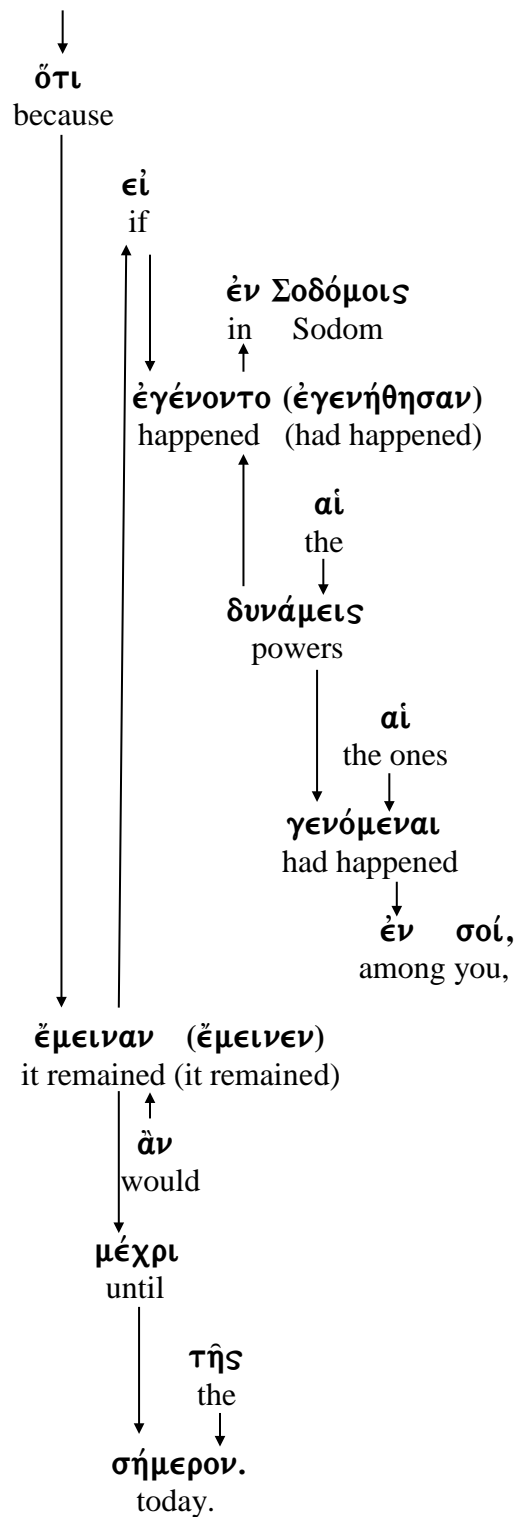 ὅτι
because
εἰ
if
ἐν Σοδόμοις
in Sodom
ἐγένοντο (ἐγενήθησαν)
happened (had happened)
αἱ
the
δυνάμεις
powers
αἱ
the ones
γενόμεναι
had happened
ἐν σοί,
among you,
ἔμειναν (ἔμεινεν)
it remained (it remained)
ἂν
would
μέχρι
until
τῆς
the
σήμερον.
today.